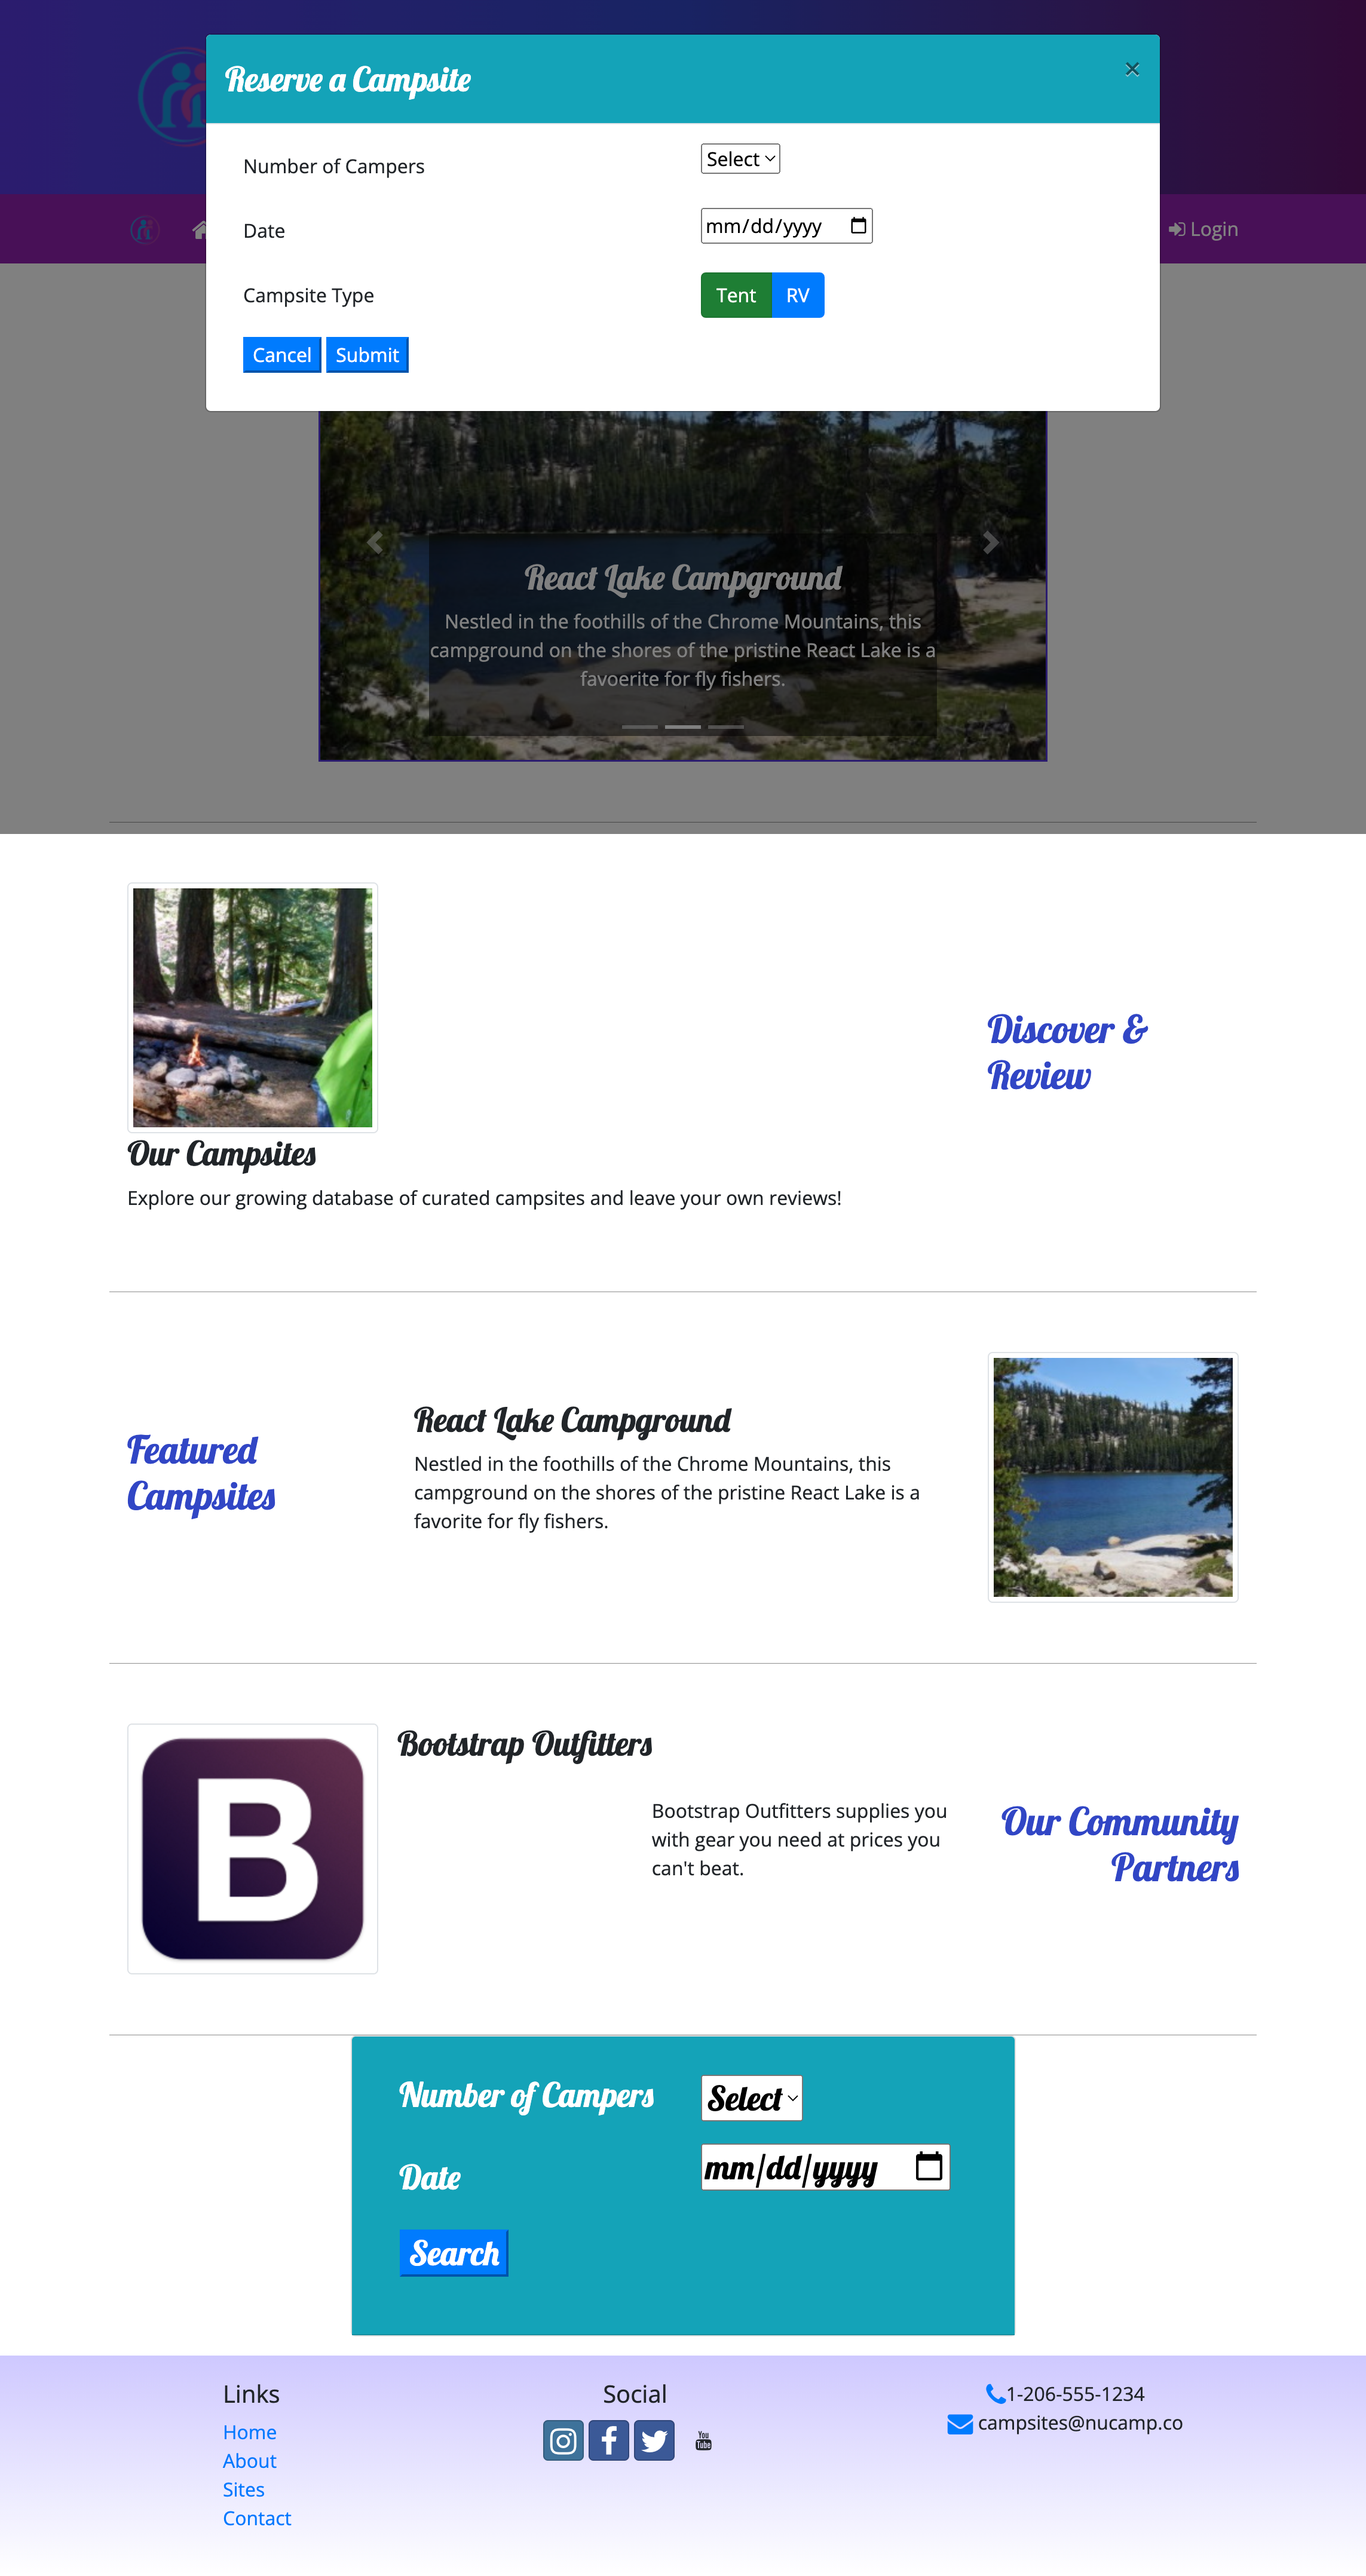 Reserve a Campsite
×
Number of Campers
Select
Date
mm/dd/yyyy
Campsite Type
Tent RV
Cancel Submit
Login
React Lake Campground
Nestled in the foothills of the Chrome Mountains, this
campground on the shores of the pristine React Lake is a
favoerite for fly fishers.
Discover &
Review
Our Campsites
Explore our growing database of curated campsites and leave your own reviews!
Featured
Campsites
React Lake Campground
Nestled in the foothills of the Chrome Mountains, this
campground on the shores of the pristine React Lake is a
favorite for fly fishers.
B
Bootstrap Outfitters
Bootstrap Outfitters supplies you
with gear you need at prices you
can't beat.
Our Community
Partners
Number of Campers
Select
Date
mm/dd/yyyy
Search
Links
Home
About
Sites
Contact
Social
You
Tube
1-206-555-1234
campsites@nucamp.co